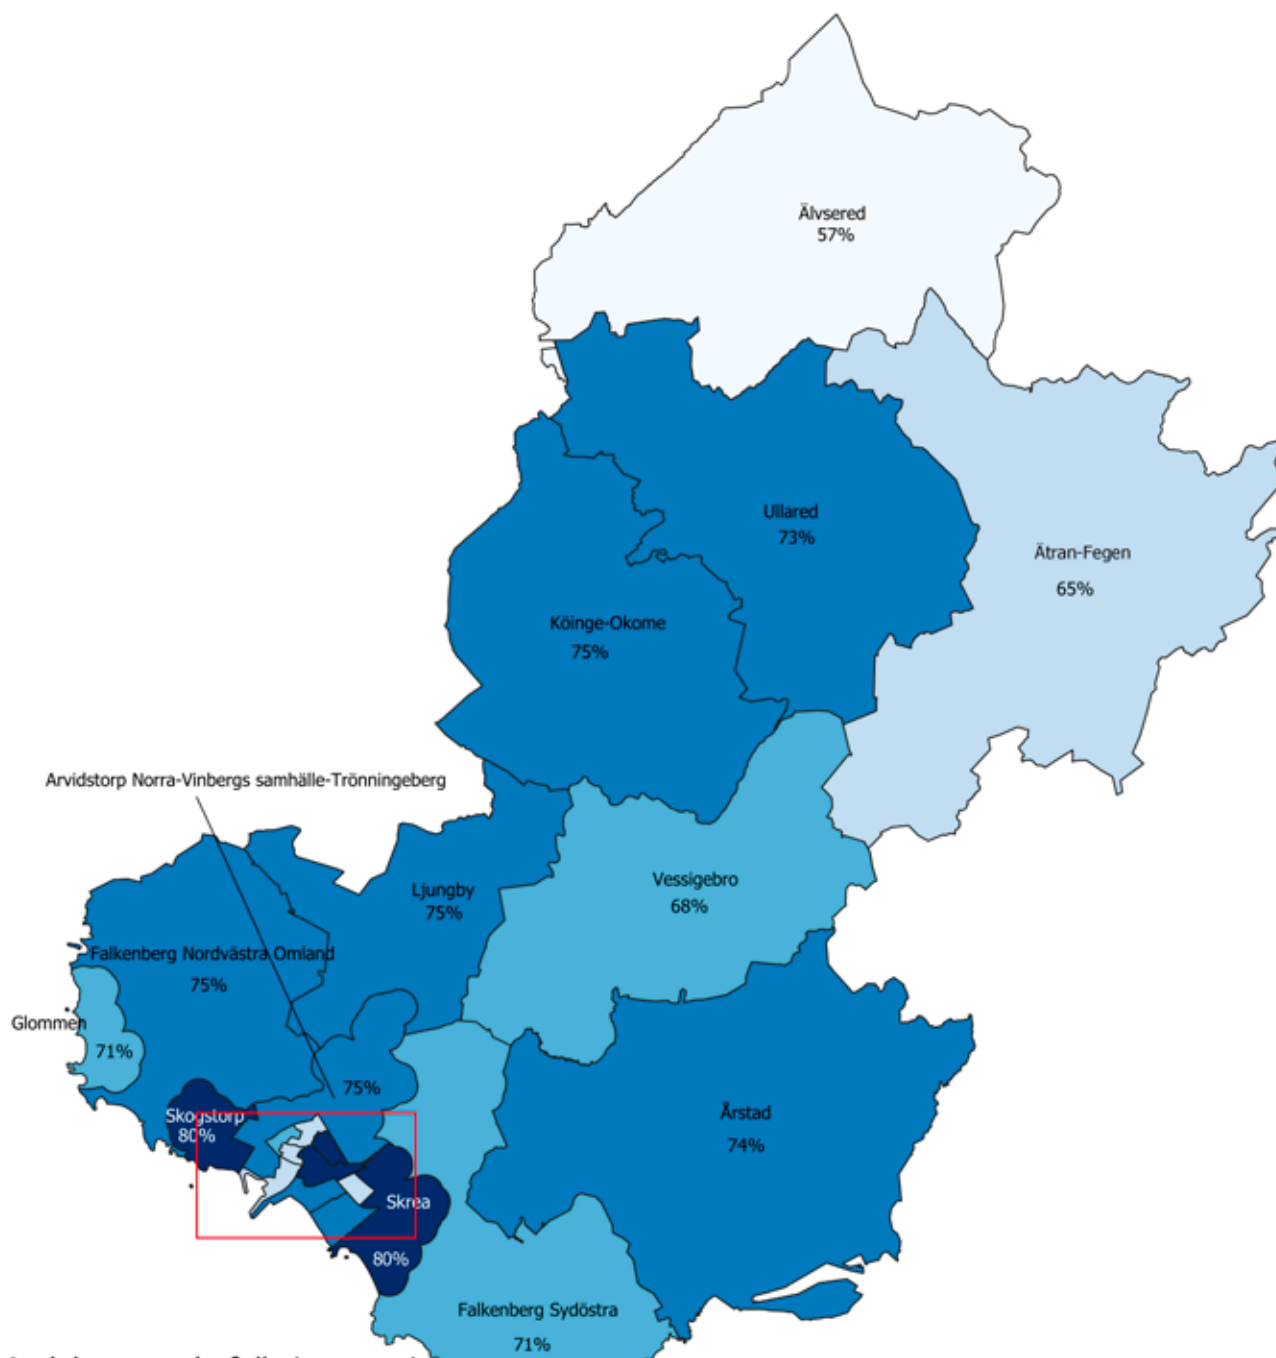 Älvsered
57%
Ullared
73%
Ätran-Fegen
65%
Köinge-Okome
75%
Arvidstorp Norra-Vinbergs samhälle-Trönningeberg
Vessigebro
68%
Ljungby
75%
Falkenberg Nordvästra Omland
75%
Glommen
71%
75%
Skogstorp
80%
Årstad
74%
Skrea
80%
Falkenberg Sydöstra
71%